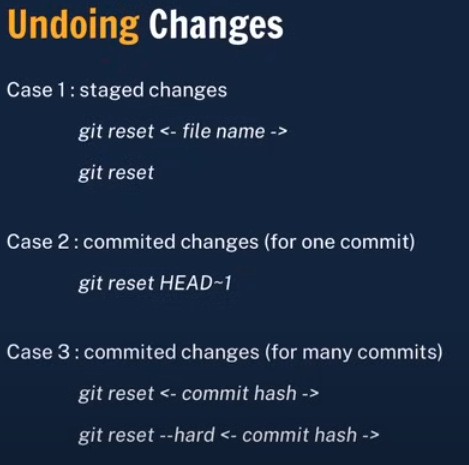 Undoing Changes
Case 1 : staged changes
git reset <- file name ->
git reset
Case 2 : commited changes (for one commit)
git reset HEAD~1
Case 3 : commited changes (for many commits)
git reset <- commit hash ->
git reset --hard <- commit hash ->